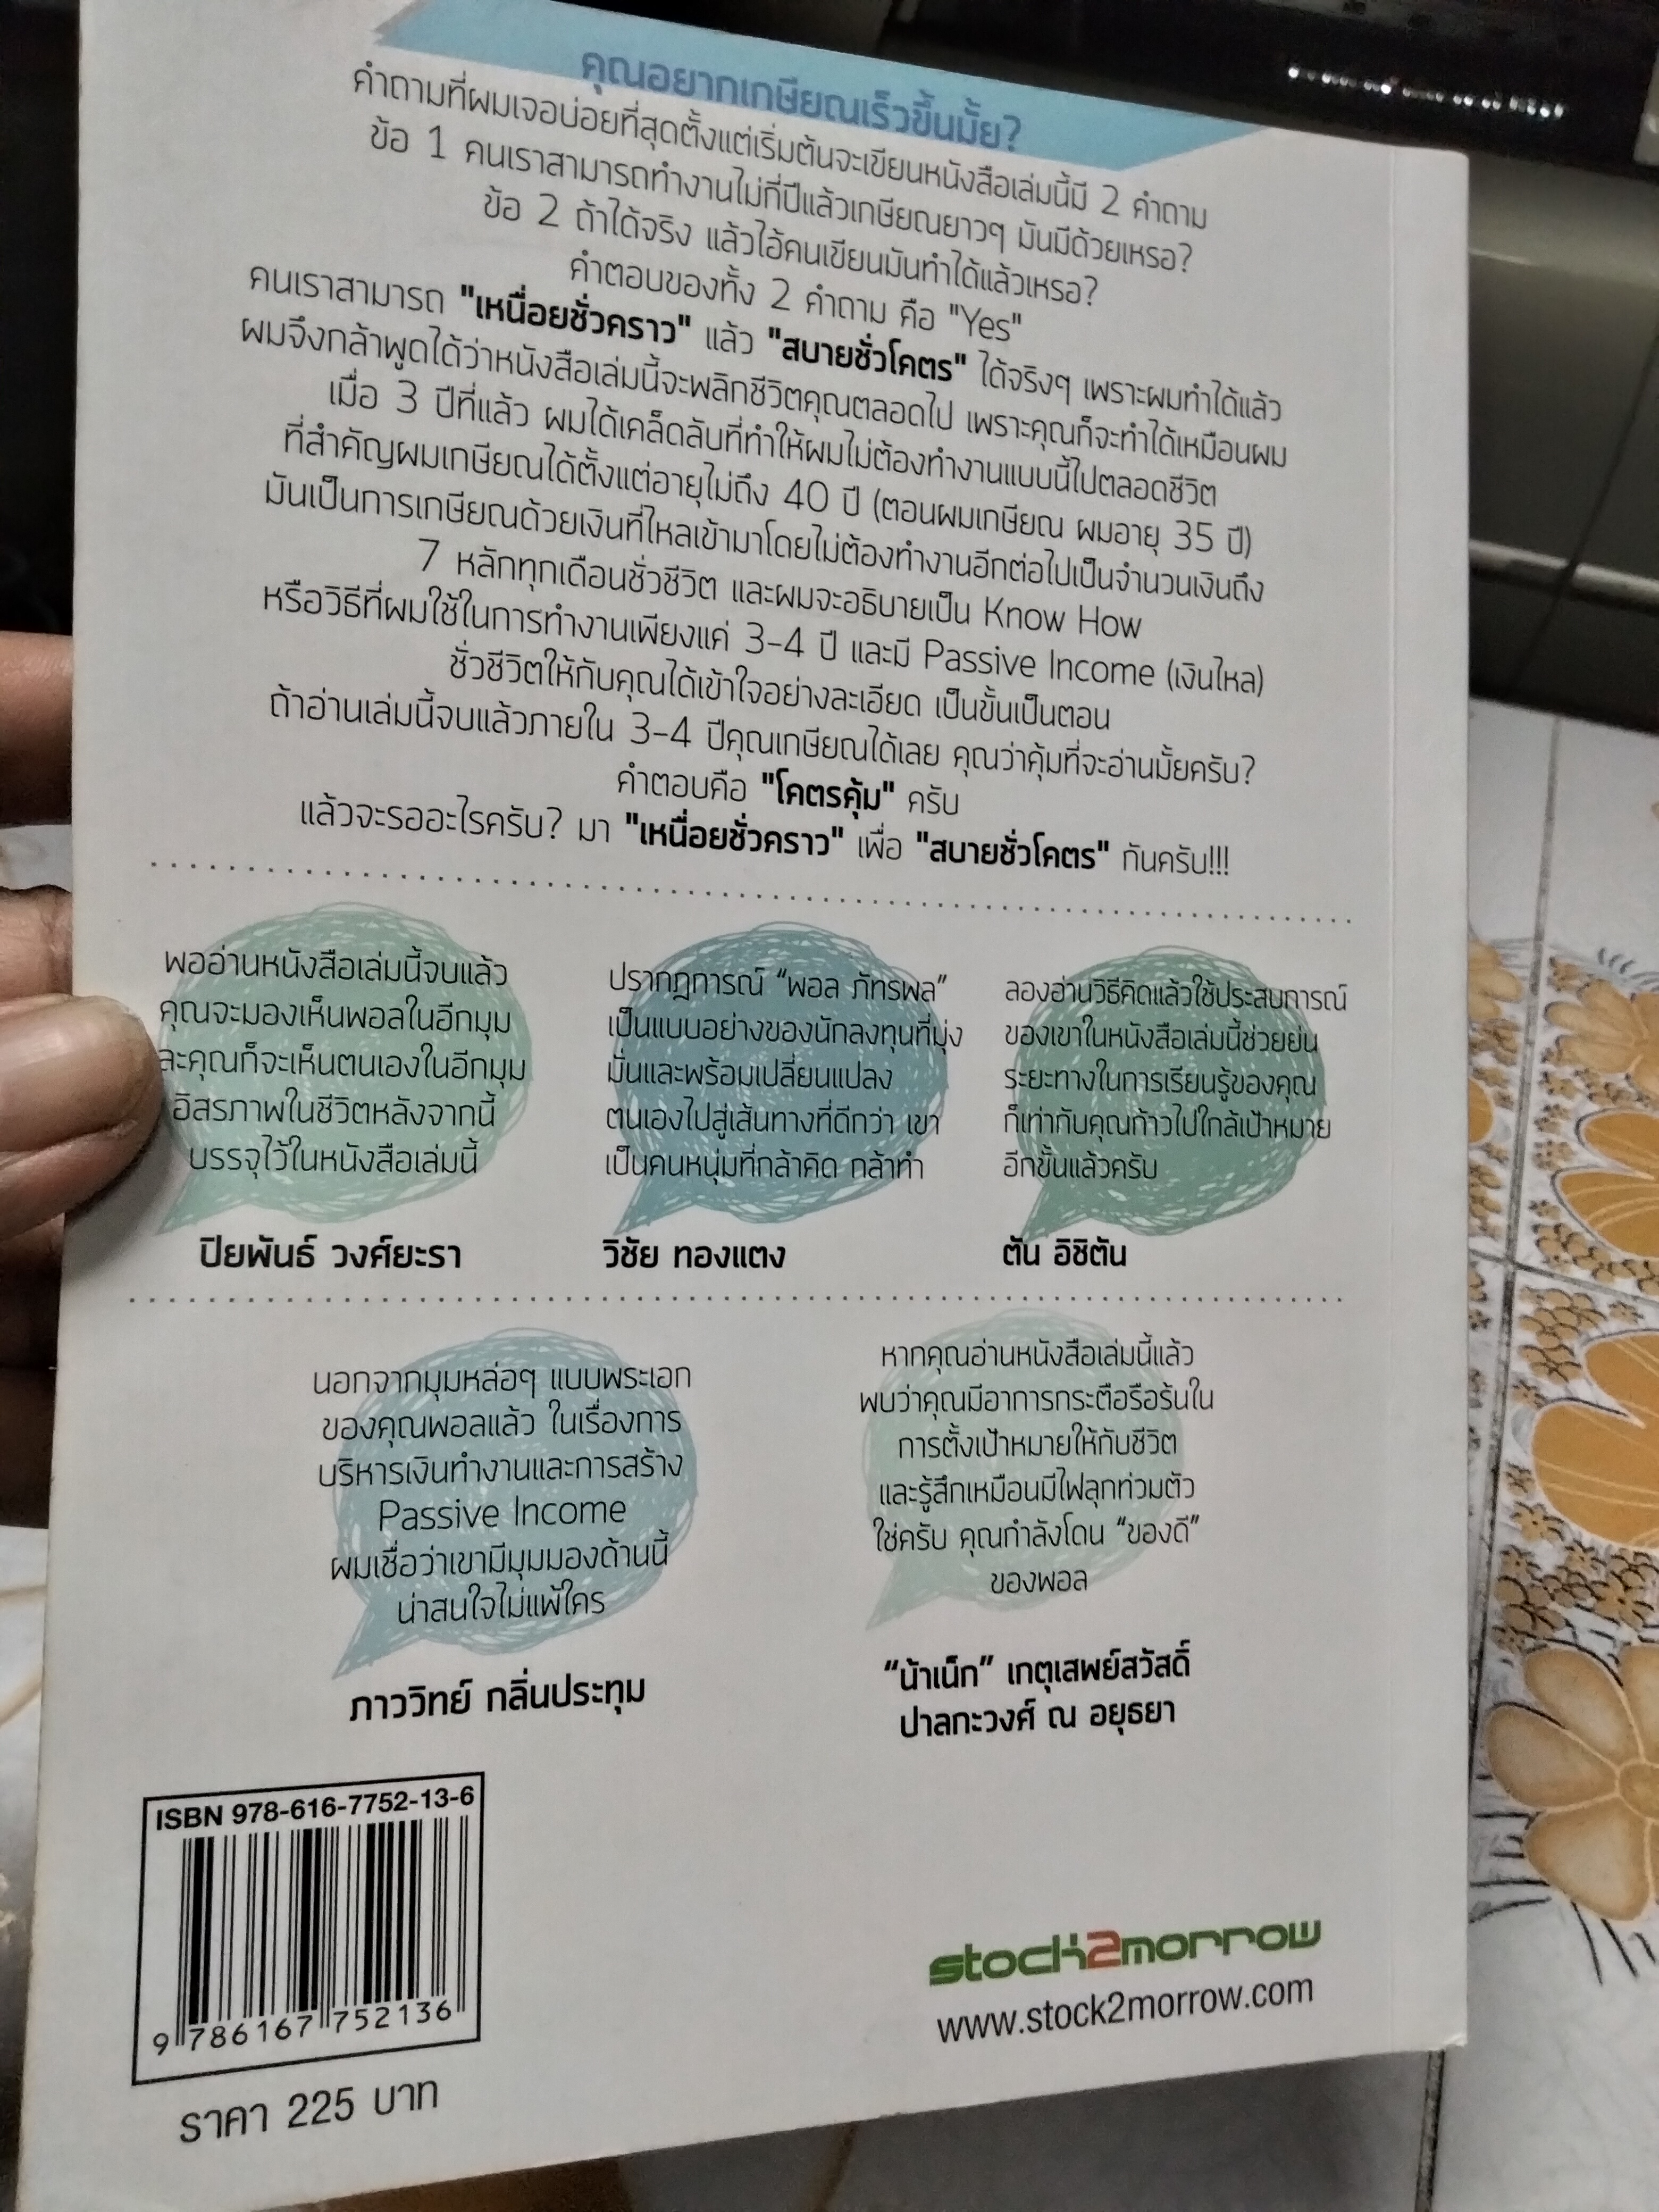 คุณอยากเกษียณเร็วขึ้นมั้ย?
คำถามที่ผมเจอบ่อยที่สุดตั้งแต่เริ่มต้นจะเขียนหนังสือเล่มนี้มี 2 คำถาม
ข้อ 1 คนเราสามารถทำงานไม่กี่ปีแล้วเกษียณยาวๆ มันมีด้วยเหรอ?
ข้อ 2 ถ้าได้จริง แล้วไอ้คนเขียนมันทำได้แล้วเหรอ?
คำตอบของทั้ง 2 คำถาม คือ "Yes"
คนเราสามารถ "เหนื่อยชั่วคราว" แล้ว "สบายชั่วโคตร" ได้จริงๆ เพราะผมทำได้แล้ว
ผมจึงกล้าพูดได้ว่าหนังสือเล่มนี้จะพลิกชีวิตคุณตลอดไป เพราะคุณก็จะทำได้เหมือนผม
เมื่อ 3 ปีที่แล้ว ผมได้เคล็ดลับที่ทำให้ผมไม่ต้องทำงานแบบนี้ไปตลอดชีวิต
ที่สำคัญผมเกษียณได้ตั้งแต่อายุไม่ถึง 40 ปี (ตอนผมเกษียณ ผมอายุ 35 ปี)
มันเป็นการเกษียณด้วยเงินที่ไหลเข้ามาโดยไม่ต้องทำงานอีกต่อไปเป็นจำนวนเงินถึง
7 หลักทุกเดือนชั่วชีวิต และผมจะอธิบายเป็น Know How
หรือวิธีที่ผมใช้ในการทำงานเพียงแค่ 3-4 ปี และมี Passive Income (เงินไหล)
ชั่วชีวิตให้กับคุณได้เข้าใจอย่างละเอียด เป็นขั้นเป็นตอน
ถ้าอ่านเล่มนี้จบแล้วภายใน 3-4 ปีคุณเกษียณได้เลย คุณว่าคุ้มที่จะอ่านมั้ยครับ?
คำตอบคือ "โคตรคุ้ม" ครับ
แล้วจะรออะไรครับ? มา "เหนื่อยชั่วคราว" เพื่อ "สบายชั่วโคตร" กันครับ!!!
พออ่านหนังสือเล่มนี้จบแล้ว
คุณจะมองเห็นพอลในอีกมุม
ละคุณก็จะเห็นตนเองในอีกมุม
อิสรภาพในชีวิตหลังจากนี้
บรรจุไว้ในหนังสือเล่มนี้
ปิยพันธ์ วงศ์ยะรา
ปรากฏการณ์ "พอล ภัทรพล"
เป็นแบบอย่างของนักลงทุนที่มุ่ง
มั่นและพร้อมเปลี่ยนแปลง
ตนเองไปสู่เส้นทางที่ดีกว่า เขา
เป็นคนหนุ่มที่กล้าคิด กล้าทำ
วิชัย ทองแตง
ลองอ่านวิธีคิดแล้วใช้ประสบการณ์
ของเขาในหนังสือเล่มนี้ช่วยย่น
ระยะทางในการเรียนรู้ของคุณ
ก็เท่ากับคุณก้าวไปใกล้เป้าหมาย
อีกขั้นแล้วครับ
ตัน อิชิตัน
นอกจากมุมหล่อๆ แบบพระเอก
ของคุณพอลแล้ว ในเรื่องการ
บริหารเงินทำงานและการสร้าง
Passive Income
ผมเชื่อว่าเขามีมุมมองด้านนี้
น่าสนใจไม่แพ้ใคร
ภาววิทย์ กลิ่นประทุม
หากคุณอ่านหนังสือเล่มนี้แล้ว
พบว่าคุณมีอาการกระตือรือร้นใน
การตั้งเป้าหมายให้กับชีวิต
และรู้สึกเหมือนมีไฟลุกท่วมตัว
ใช่ครับ คุณกำลังโดน "ของดี"
ของพอล
"น้าเน็ก" เกตุเสพย์สวัสดิ์
ปาลกะวงศ์ ณ อยุธยา
ISBN 978-616-7752-13-6
9 786167 752136
ราคา 225 บาท
stock2morrow
www.stock2morrow.com